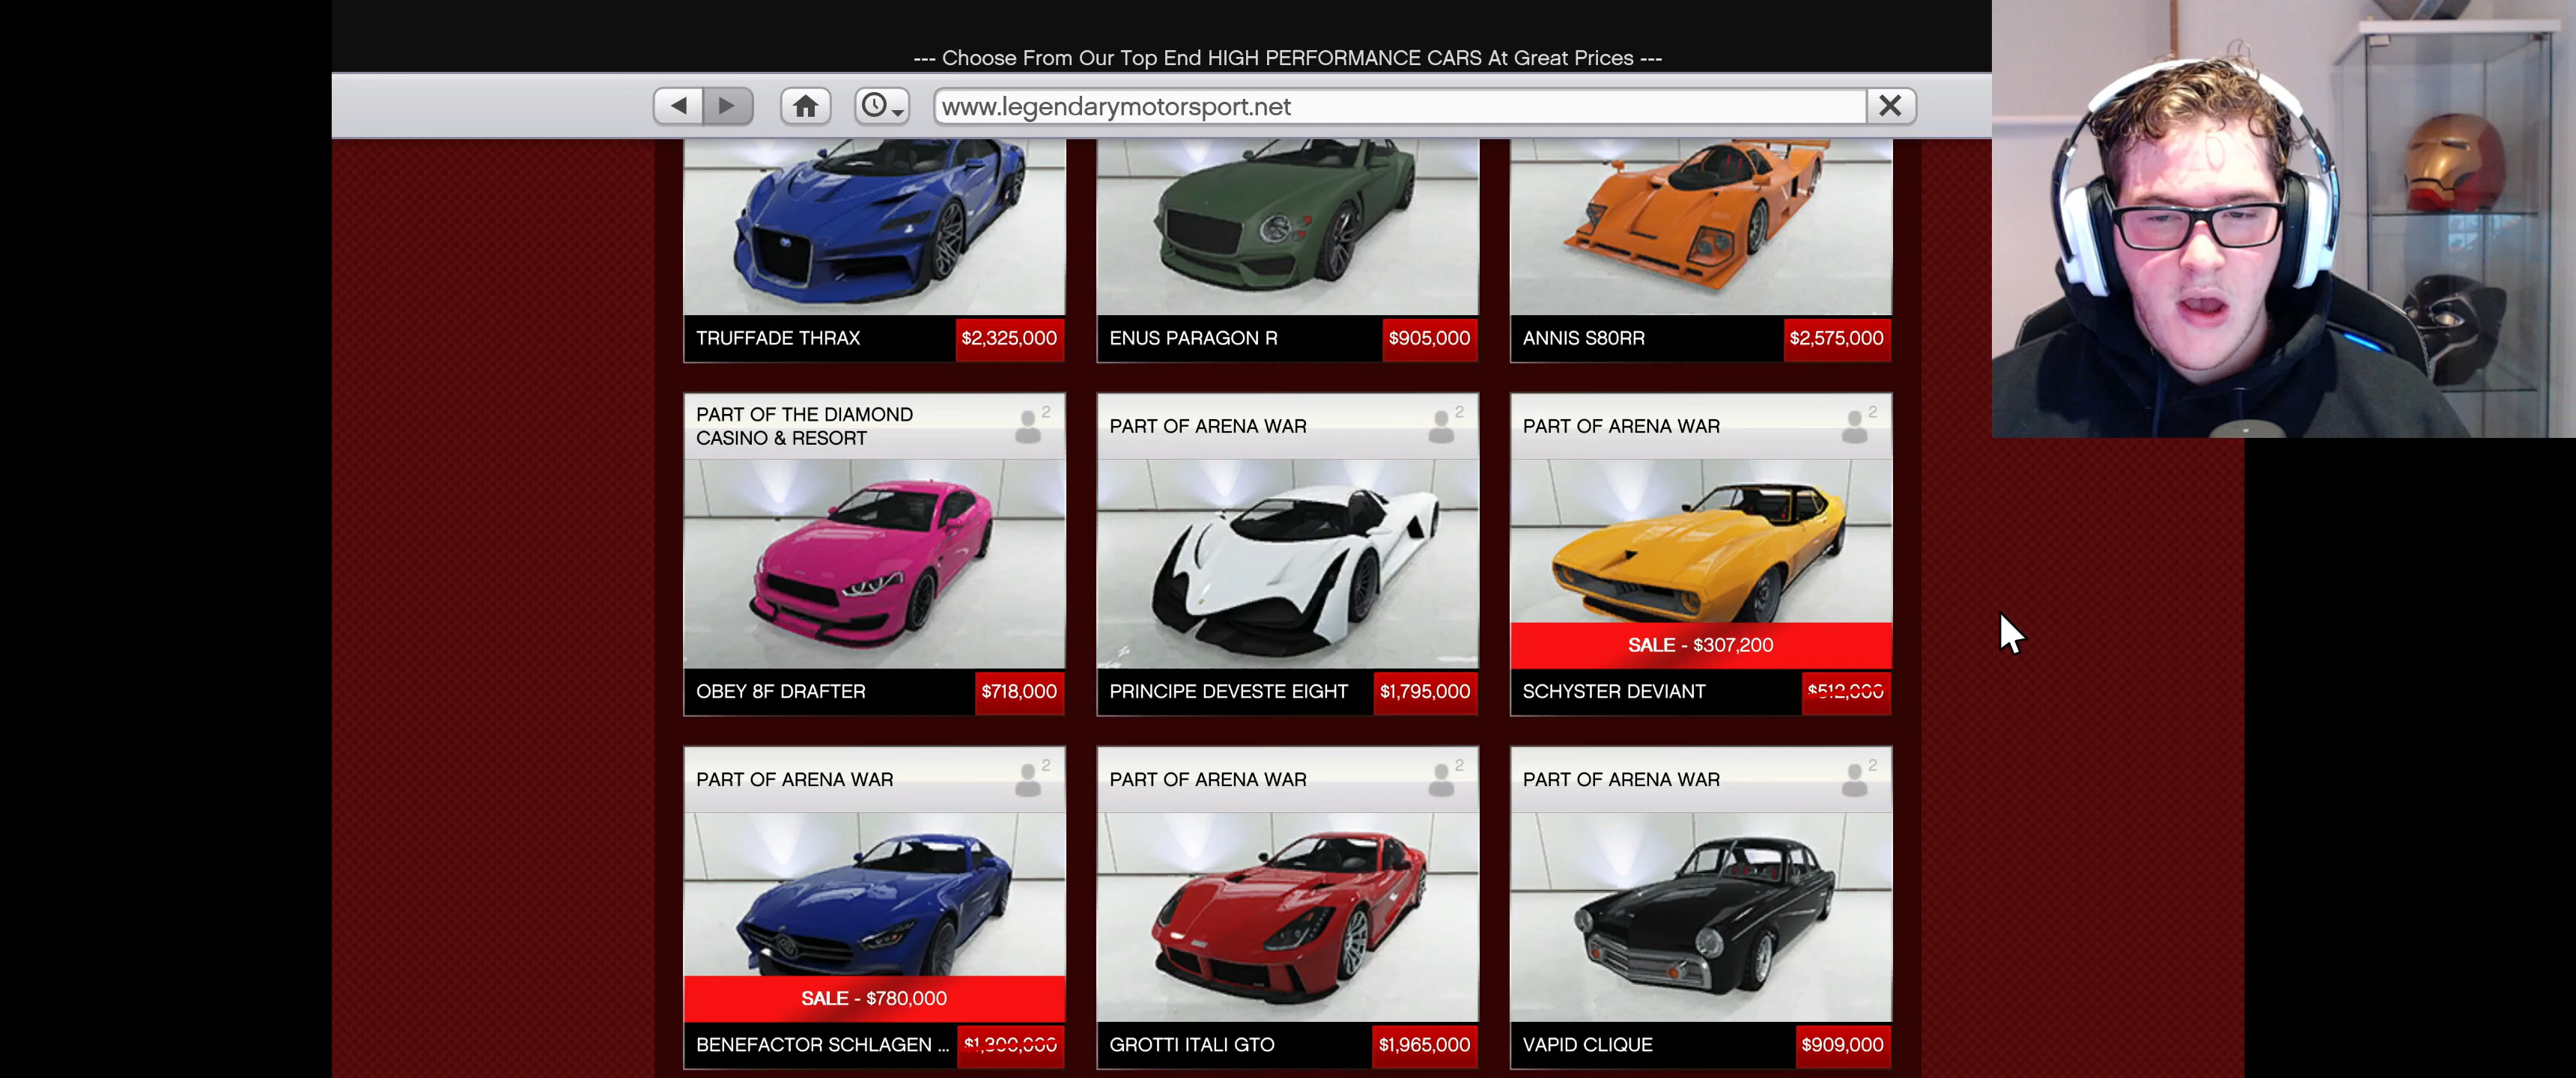 --- Choose From Our Top End HIGH PERFORMANCE CARS At Great Prices ---
www.legendarymotorsport.net
TRUFFADE THRAX $2,325,000
ENUS PARAGON R $905,000
ANNIS S80RR $2,575,000
PART OF THE DIAMOND
CASINO & RESORT
2
PART OF ARENA WAR
2
PART OF ARENA WAR
2
SALE - $307,200
OBEY 8F DRAFTER $718,000
PRINCIPE DEVESTE EIGHT $1,795,000
SCHYSTER DEVIANT $512,000
PART OF ARENA WAR
2
PART OF ARENA WAR
2
PART OF ARENA WAR
2
SALE - $780,000
BENEFACTOR SCHLAGEN ... $1,300,000
GROTTI ITALI GTO $1,965,000
VAPID CLIQUE $909,000